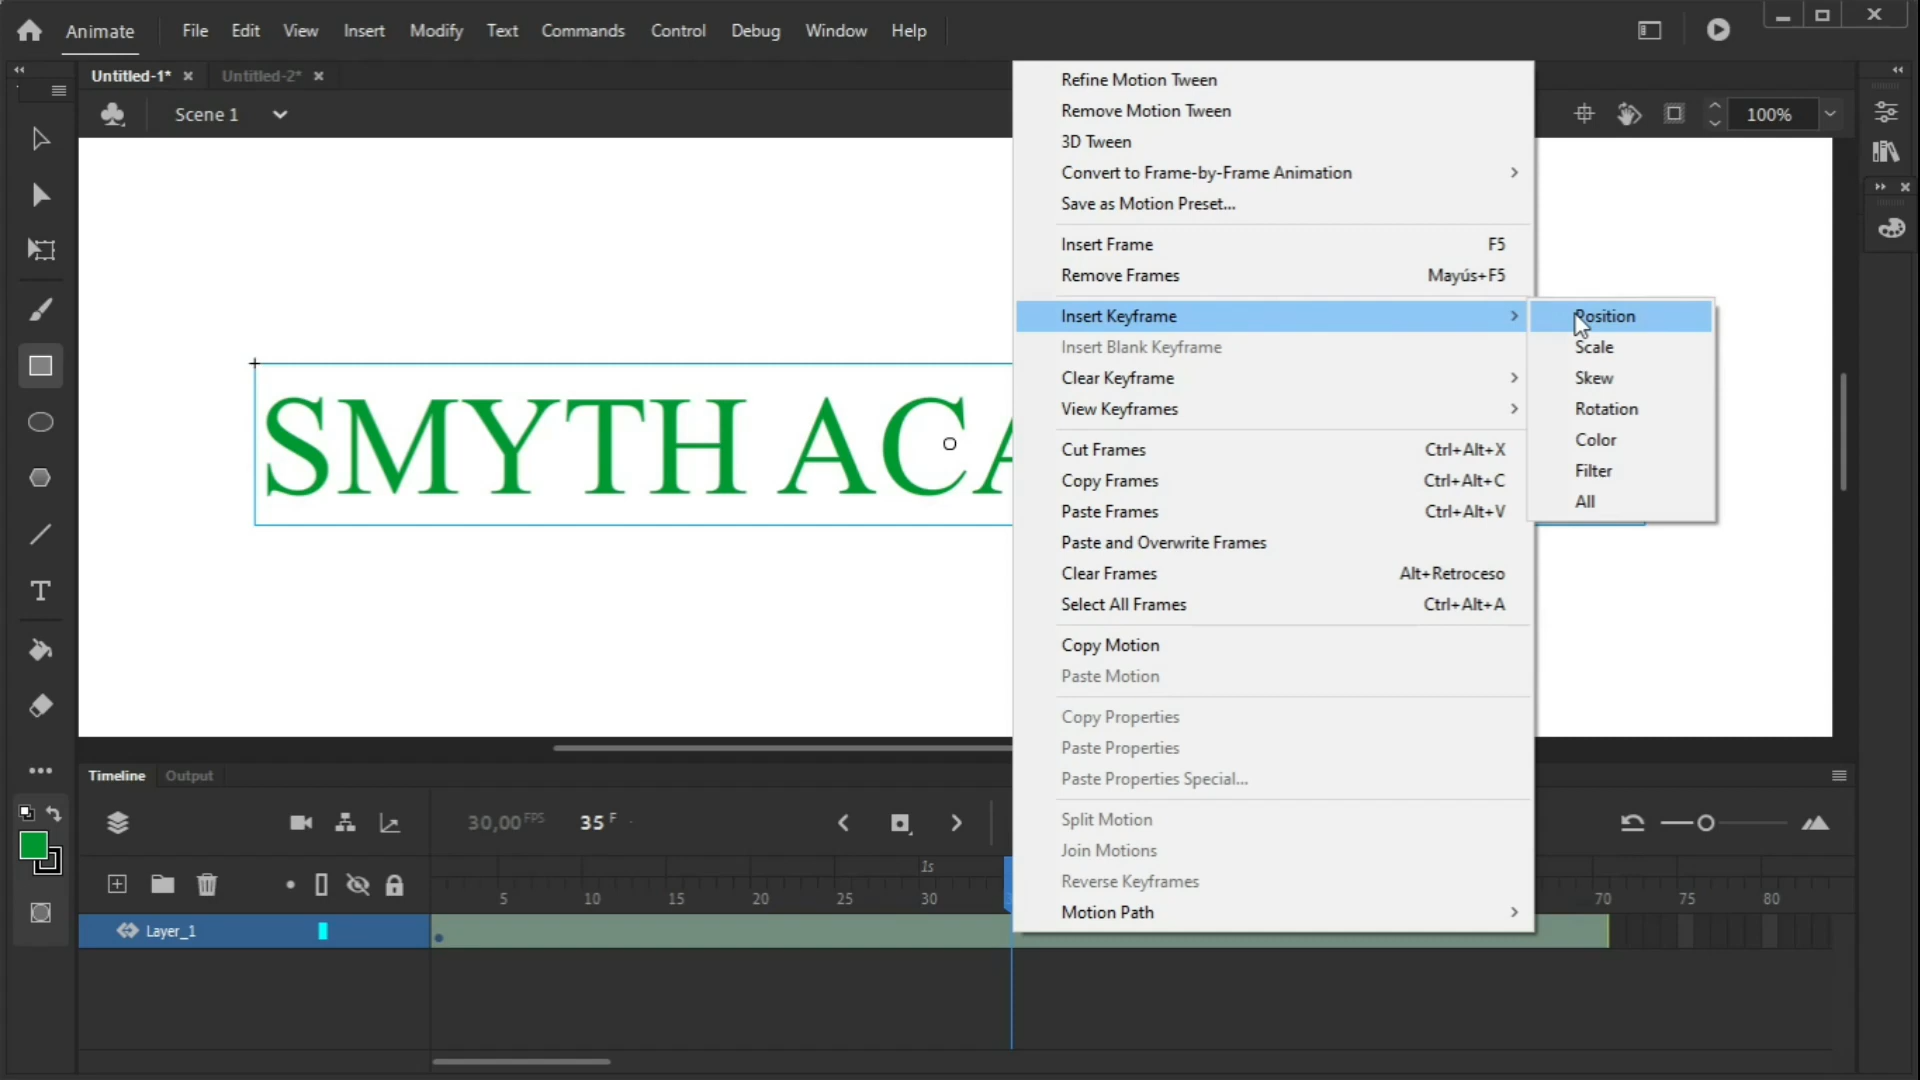 Animate File Edit View Insert Modify Text Commands Control Debug Window Help
Untitled-1* Untitled-2*
Scene 1
100%
SMYTH ACA
Refine Motion Tween
Remove Motion Tween
3D Tween
Convert to Frame-by-Frame Animation
Save as Motion Preset...
Insert Frame F5
Remove Frames Mayús+F5
Insert Keyframe
Insert Blank Keyframe
Clear Keyframe
View Keyframes
Cut Frames Ctrl+Alt+X
Copy Frames Ctrl+Alt+C
Paste Frames Ctrl+Alt+V
Paste and Overwrite Frames
Clear Frames Alt+Retroceso
Select All Frames Ctrl+Alt+A
Copy Motion
Paste Motion
Copy Properties
Paste Properties
Paste Properties Special...
Split Motion
Join Motions
Reverse Keyframes
Motion Path
Position
Scale
Skew
Rotation
Color
Filter
All
Timeline Output
30,00 FPS 35 F
1s
5 10 15 20 25 30 70 75 80
Layer_1